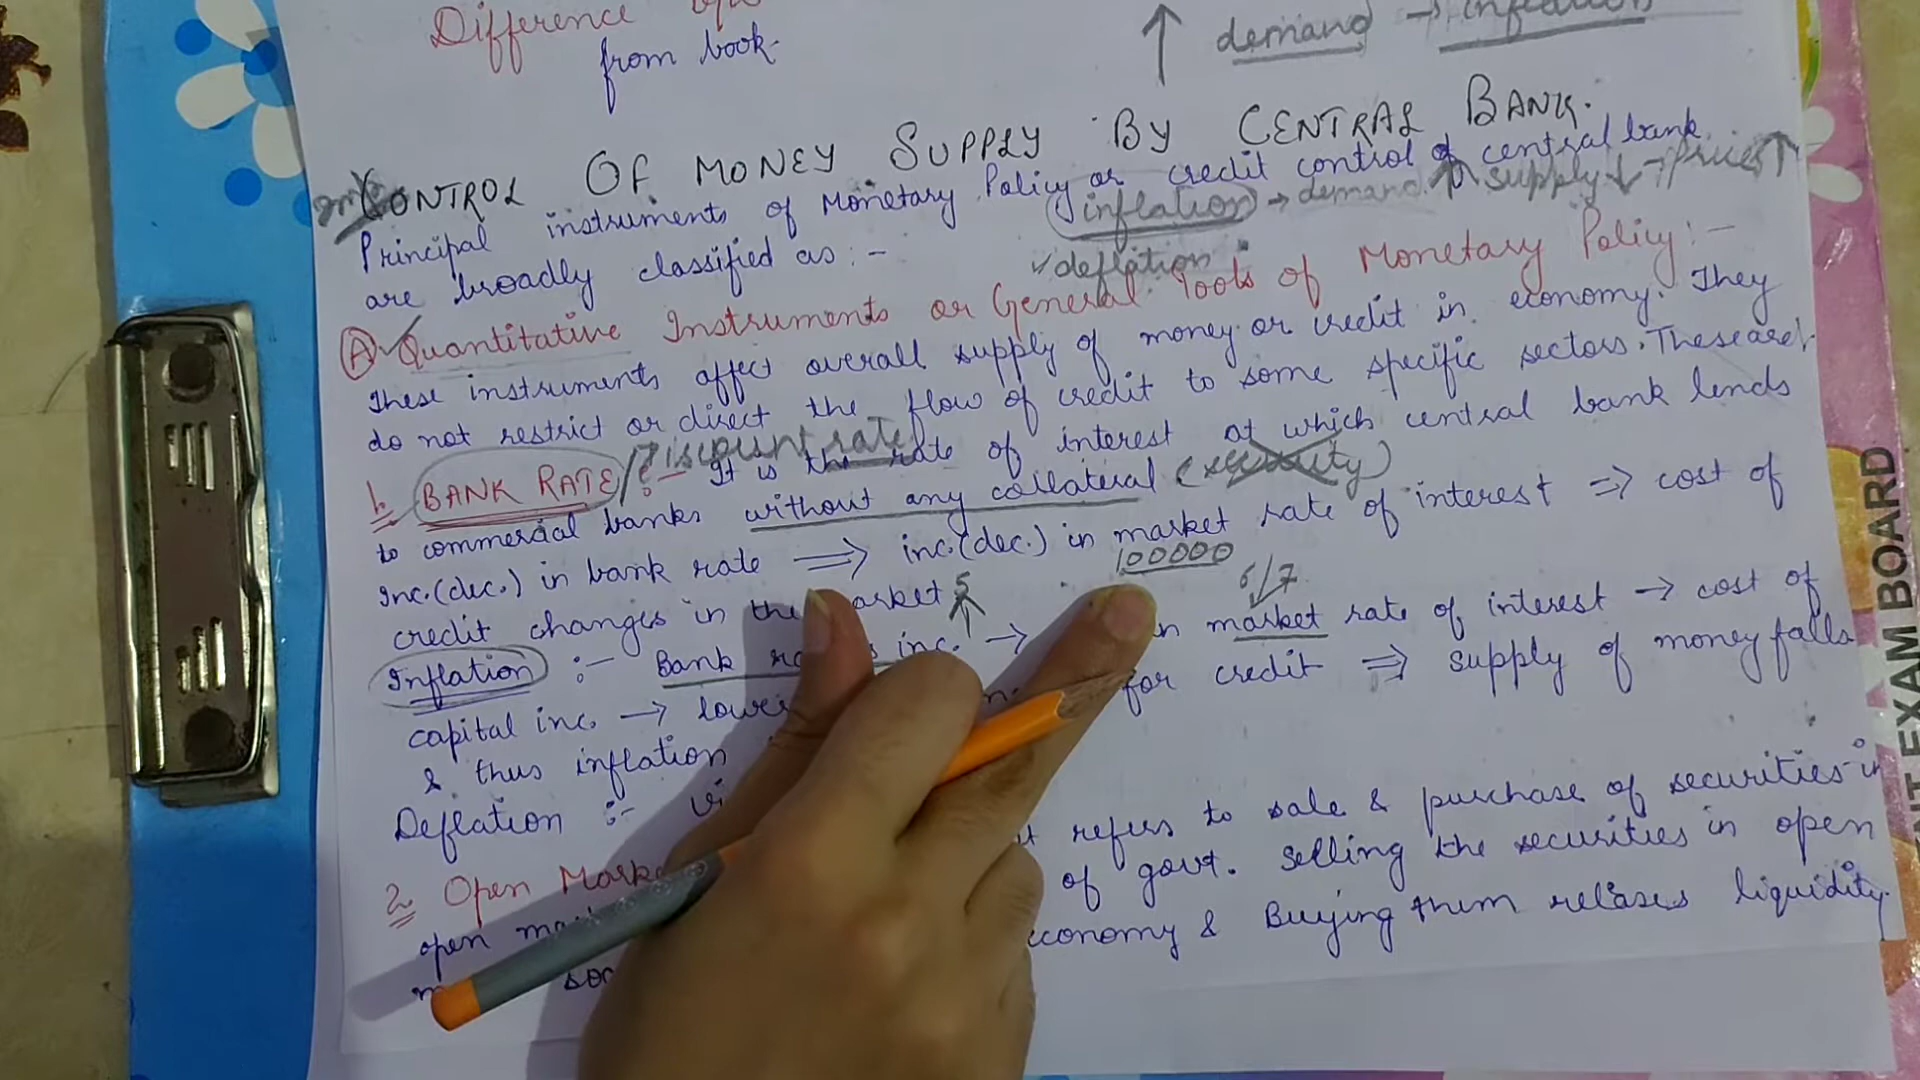 Difference
from book.
↑ demand → inflation
CONTROL OF MONEY SUPPLY BY CENTRAL BANK.
Principal instruments of Monetary Policy or credit control of central bank
inflation → demand ↑ supply ↓ → prices ↑
are broadly classified as :-
✓ deflation
(A) Quantitative Instruments or General Tools of Monetary Policy :-
These instruments affect overall supply of money or credit in economy. They
do not restrict or direct the flow of credit to some specific sectors. These are:
1. BANK RATE / Discount rate :- It is the rate of interest at which central bank lends
to commercial banks without any collateral (security)
Inc.(dec.) in bank rate ⇒ inc.(dec.) in market rate of interest ⇒ cost of
100000
credit changes in the market
5
6/7
Inflation :- Bank inc. → in market rate of interest → cost of
capital inc. → for credit ⇒ supply of money falls
& thus inflation
Deflation :-
2. Open refers to sale & purchase of securities in
open of govt. Selling the securities in open
economy & Buying them releases liquidity.